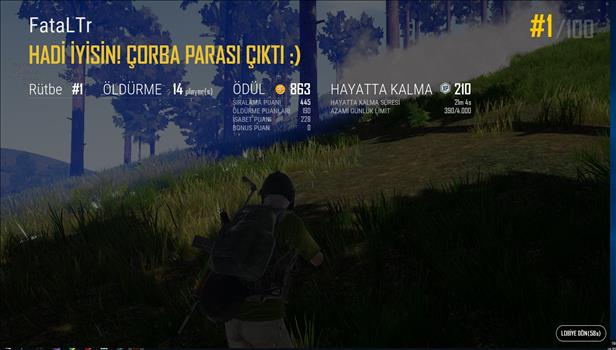 FataLTr
#1/100
HADİ İYİSİN! ÇORBA PARASI ÇIKTI :)
Rütbe #1 ÖLDÜRME 14 player(s) ÖDÜL 863 HAYATTA KALMA 210
SIRALAMA PUANI 445 HAYATTA KALMA SÜRESİ 21m 4s
ÖLDÜRME PUANLARI 190 AZAMİ GÜNLÜK LİMİT 390/4.000
İSABET PUANI 228
BONUS PUAN 0
LOBİYE DÖN(58s)